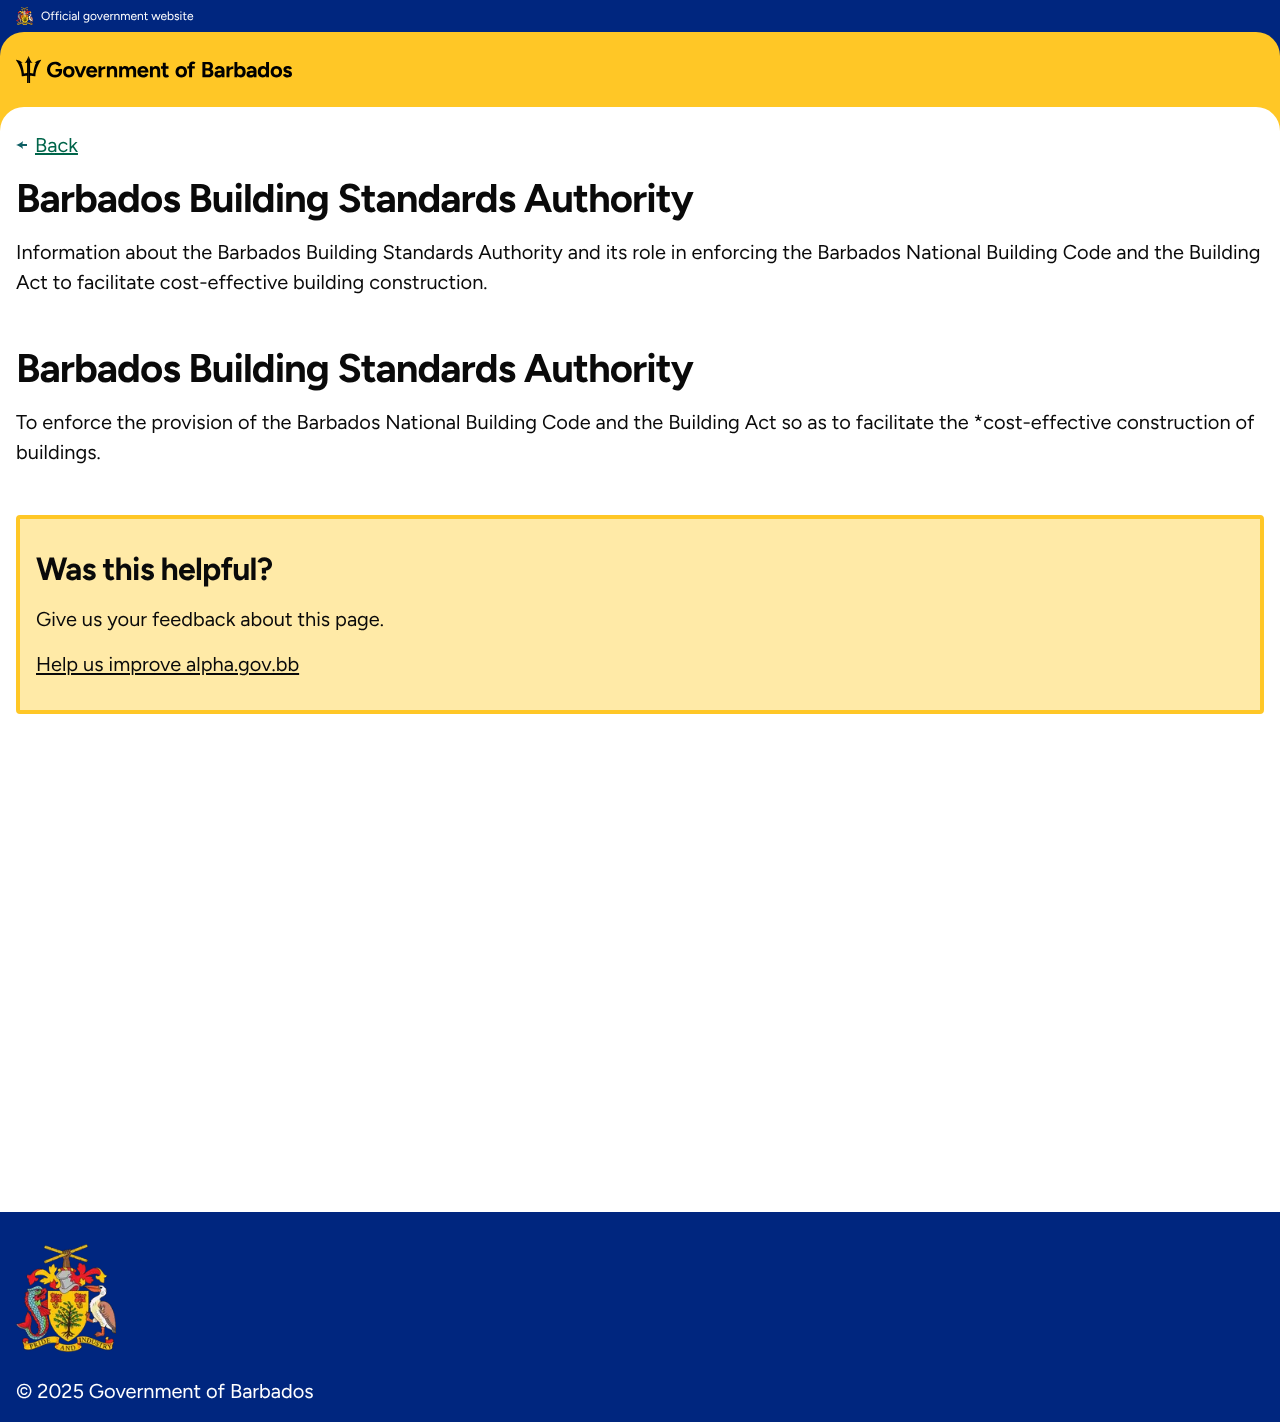 Official government website
Government of Barbados
Back
Barbados Building Standards Authority
Information about the Barbados Building Standards Authority and its role in enforcing the Barbados National Building Code and the Building
Act to facilitate cost-effective building construction.
Barbados Building Standards Authority
To enforce the provision of the Barbados National Building Code and the Building Act so as to facilitate the *cost-effective construction of
buildings.
Was this helpful?
Give us your feedback about this page.
Help us improve alpha.gov.bb
PRIDE AND INDUSTRY
© 2025 Government of Barbados